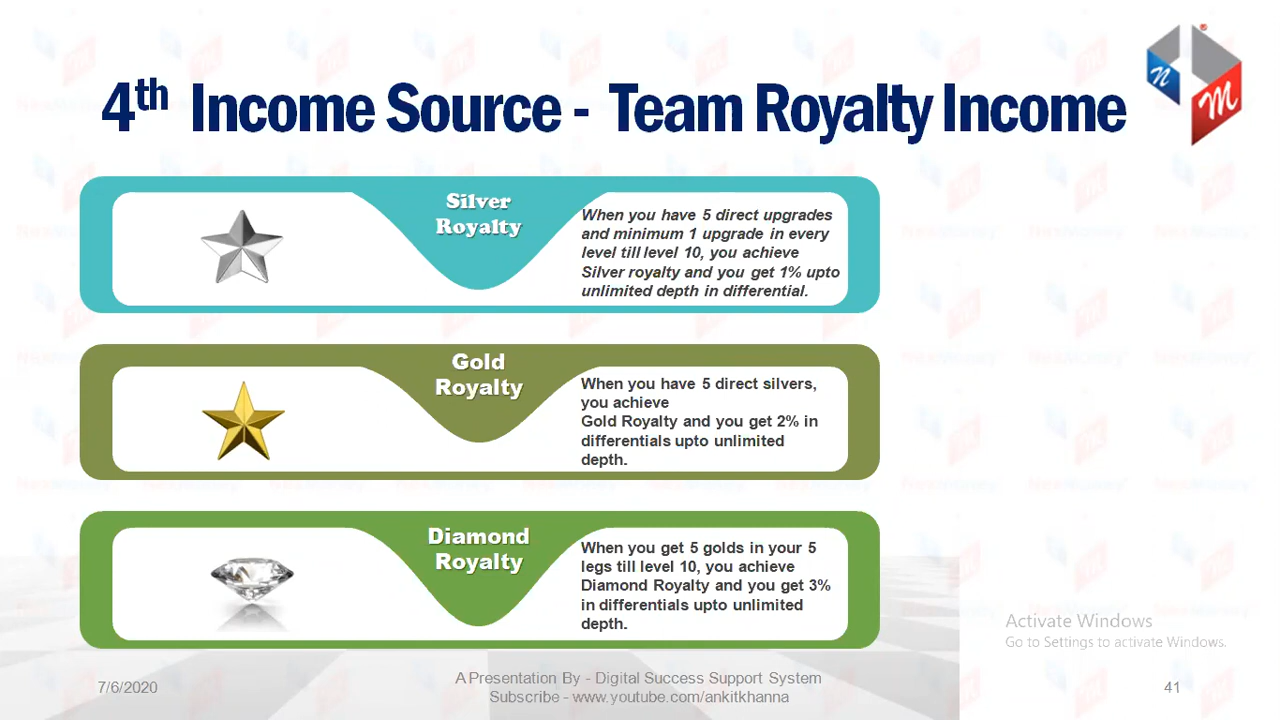 4th Income Source - Team Royalty Income
n
M
Silver
Royalty
When you have 5 direct upgrades
and minimum 1 upgrade in every
level till level 10, you achieve
Silver royalty and you get 1% upto
unlimited depth in differential.
Gold
Royalty
When you have 5 direct silvers,
you achieve
Gold Royalty and you get 2% in
differentials upto unlimited
depth.
Diamond
Royalty
When you get 5 golds in your 5
legs till level 10, you achieve
Diamond Royalty and you get 3%
in differentials upto unlimited
depth.
Activate Windows
Go to Settings to activate Windows.
7/6/2020
A Presentation By - Digital Success Support System
Subscribe - www.youtube.com/ankitkhanna
41